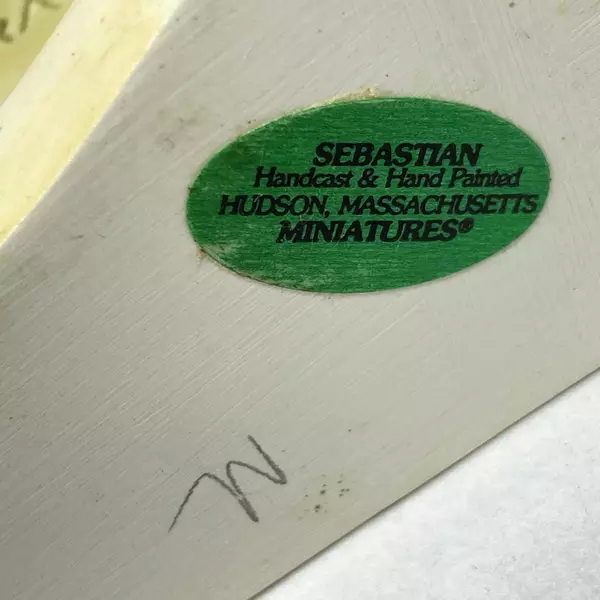 SEBASTIAN
Handcast & Hand Painted
HUDSON, MASSACHUSETTS
MINIATURES®